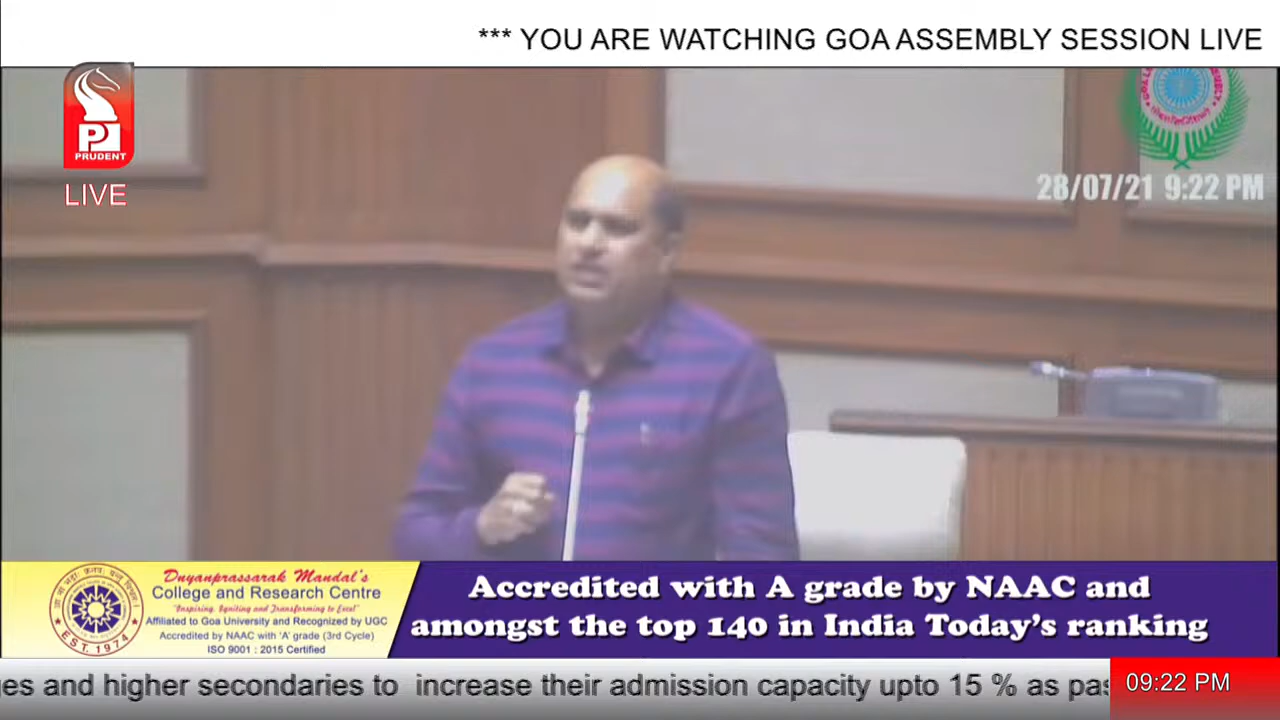 *** YOU ARE WATCHING GOA ASSEMBLY SESSION LIVE
PRUDENT
LIVE
28/07/21 9:22 PM
EST. 1974
Dnyanprassarak Mandal's
College and Research Centre
"Inspiring, Igniting and Transforming to Excel"
Affiliated to Goa University and Recognized by UGC
Accredited by NAAC with 'A' grade (3rd Cycle)
ISO 9001 : 2015 Certified
Accredited with A grade by NAAC and
amongst the top 140 in India Today's ranking
es and higher secondaries to increase their admission capacity upto 15 % as pas
09:22 PM